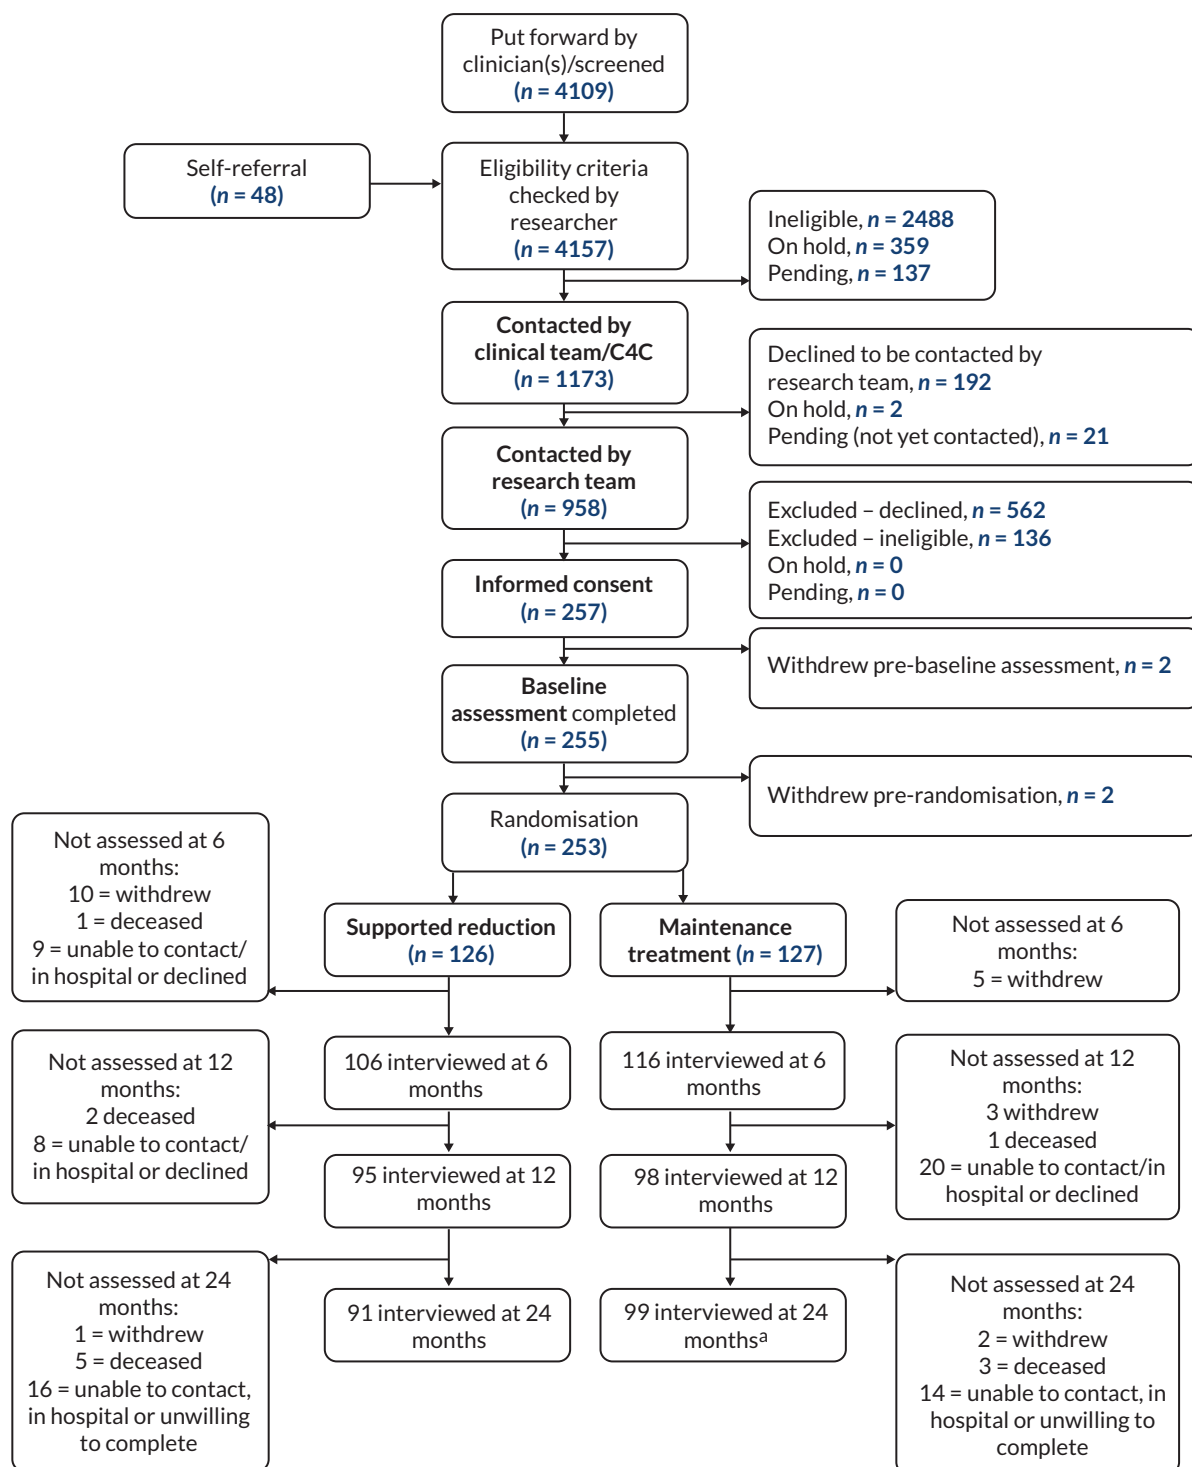 Put forward by
clinician(s)/screened
(n = 4109)
Self-referral
(n = 48)
Eligibility criteria
checked by
researcher
(n = 4157)
Ineligible, n = 2488
On hold, n = 359
Pending, n = 137
Contacted by
clinical team/C4C
(n = 1173)
Declined to be contacted by
research team, n = 192
On hold, n = 2
Pending (not yet contacted), n = 21
Contacted by
research team
(n = 958)
Excluded – declined, n = 562
Excluded – ineligible, n = 136
On hold, n = 0
Pending, n = 0
Informed consent
(n = 257)
Withdrew pre-baseline assessment, n = 2
Baseline
assessment completed
(n = 255)
Withdrew pre-randomisation, n = 2
Randomisation
(n = 253)
Not assessed at 6
months:
10 = withdrew
1 = deceased
9 = unable to contact/
in hospital or declined
Supported reduction
(n = 126)
Maintenance
treatment (n = 127)
Not assessed at 6
months:
5 = withdrew
106 interviewed at 6
months
116 interviewed at 6
months
Not assessed at 12
months:
2 deceased
8 = unable to contact/
in hospital or declined
Not assessed at 12
months:
3 withdrew
1 deceased
20 = unable to contact/in
hospital or declined
95 interviewed at 12
months
98 interviewed at 12
months
Not assessed at 24
months:
1 = withdrew
5 = deceased
16 = unable to contact,
in hospital or unwilling
to complete
91 interviewed at 24
months
99 interviewed at 24
monthsᵃ
Not assessed at 24
months:
2 = withdrew
3 = deceased
14 = unable to contact, in
hospital or unwilling to
complete